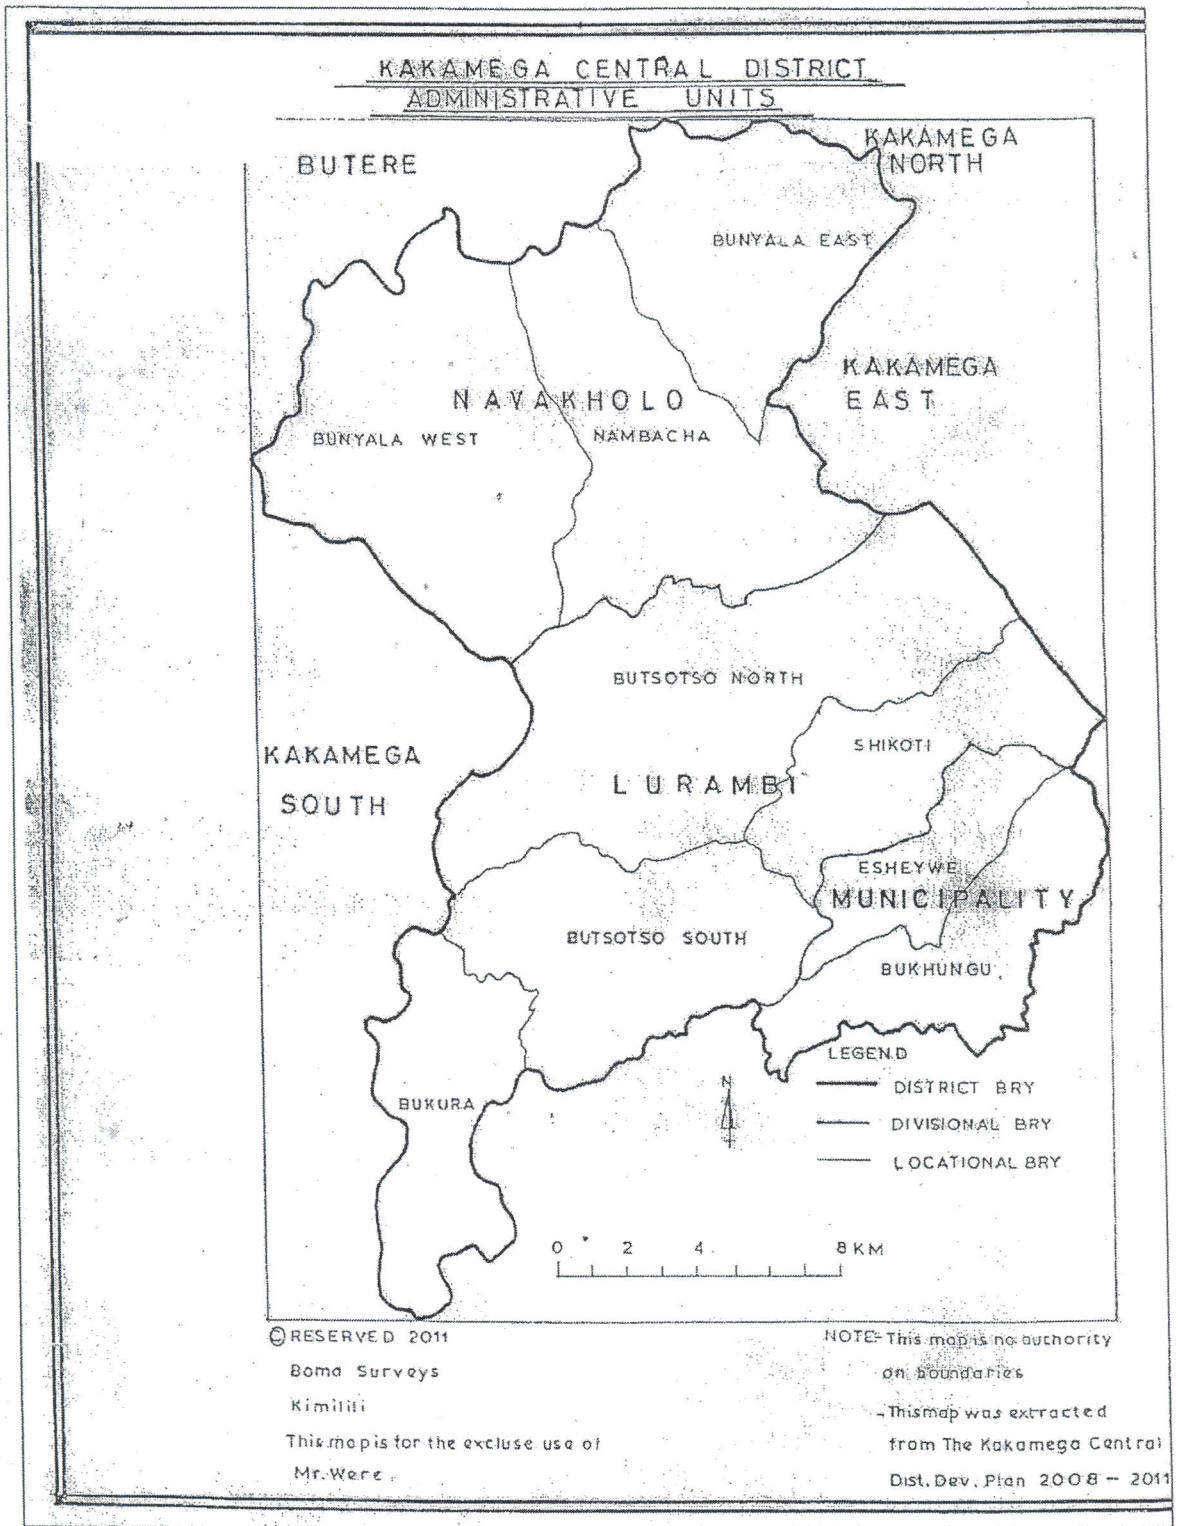 KAKAMEGA CENTRAL DISTRICT
ADMINISTRATIVE UNITS
BUTERE
KAKAMEGA
NORTH
BUNYALA EAST
KAKAMEGA
EAST
NAVAKHOLO
BUNYALA WEST
NAMBACHA
BUTSOTSO NORTH
SHIKOTI
KAKAMEGA
SOUTH
LURAMBI
ESHEYWE
MUNICIPALITY
BUTSOTSO SOUTH
BUKHUNGU
LEGEND
N
DISTRICT BRY
BUKURA
DIVISIONAL BRY
LOCATIONAL BRY
0 2 4 8 KM
© RESERVED 2011
Boma Surveys
Kimilili
This map is for the excluse use of
Mr. Were.
NOTE- This map is no authority
on boundaries
- This map was extracted
from The Kakamega Central
Dist. Dev. Plan 2008 - 2011